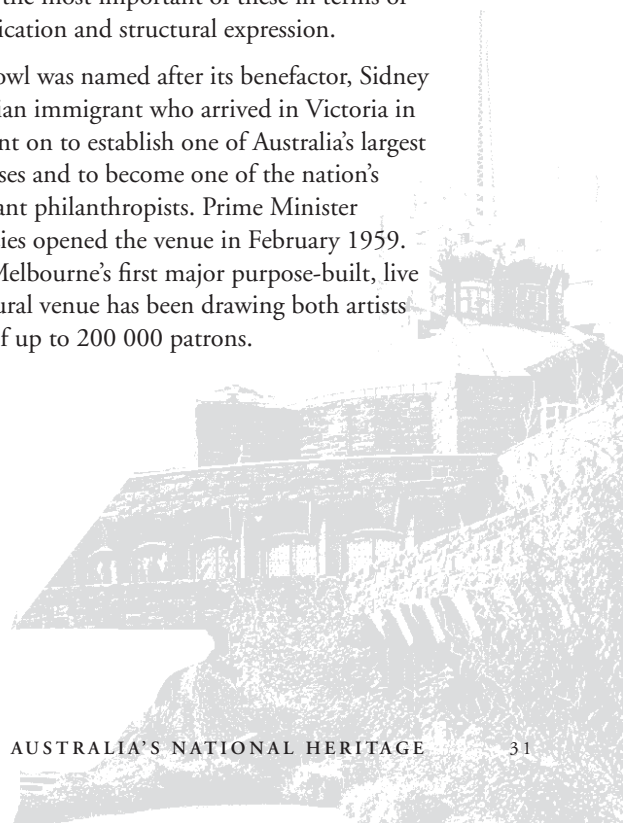 the most important of these in terms of
ication and structural expression.
owl was named after its benefactor, Sidney
ian immigrant who arrived in Victoria in
nt on to establish one of Australia's largest
ses and to become one of the nation's
ant philanthropists. Prime Minister
ies opened the venue in February 1959.
Melbourne's first major purpose-built, live
ural venue has been drawing both artists
f up to 200 000 patrons.
AUSTRALIA'S NATIONAL HERITAGE 31